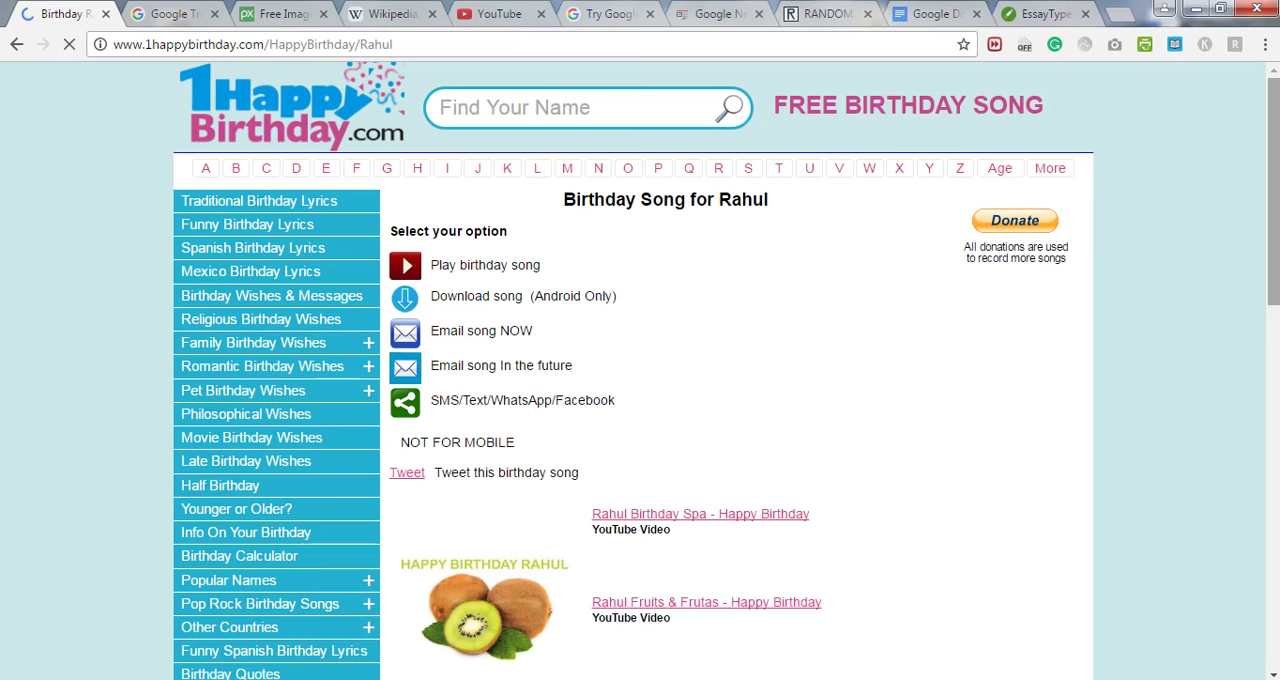 Birthday R
Google Tr
Free Imag
Wikipedi
YouTube
Try Googl
Google Ne
RANDOM
Google D
EssayType
www.1happybirthday.com/HappyBirthday/Rahul
OFF
K
R
1Happy
Birthday.com
Find Your Name
FREE BIRTHDAY SONG
A B C D E F G H I J K L M N O P Q R S T U V W X Y Z Age More
Traditional Birthday Lyrics
Funny Birthday Lyrics
Spanish Birthday Lyrics
Mexico Birthday Lyrics
Birthday Wishes & Messages
Religious Birthday Wishes
Family Birthday Wishes +
Romantic Birthday Wishes +
Pet Birthday Wishes +
Philosophical Wishes
Movie Birthday Wishes
Late Birthday Wishes
Half Birthday
Younger or Older?
Info On Your Birthday
Birthday Calculator
Popular Names +
Pop Rock Birthday Songs +
Other Countries +
Funny Spanish Birthday Lyrics
Birthday Quotes
Birthday Song for Rahul
Select your option
Play birthday song
Download song (Android Only)
Email song NOW
Email song In the future
SMS/Text/WhatsApp/Facebook
NOT FOR MOBILE
Tweet Tweet this birthday song
Rahul Birthday Spa - Happy Birthday
YouTube Video
HAPPY BIRTHDAY RAHUL
Rahul Fruits & Frutas - Happy Birthday
YouTube Video
Donate
All donations are used
to record more songs